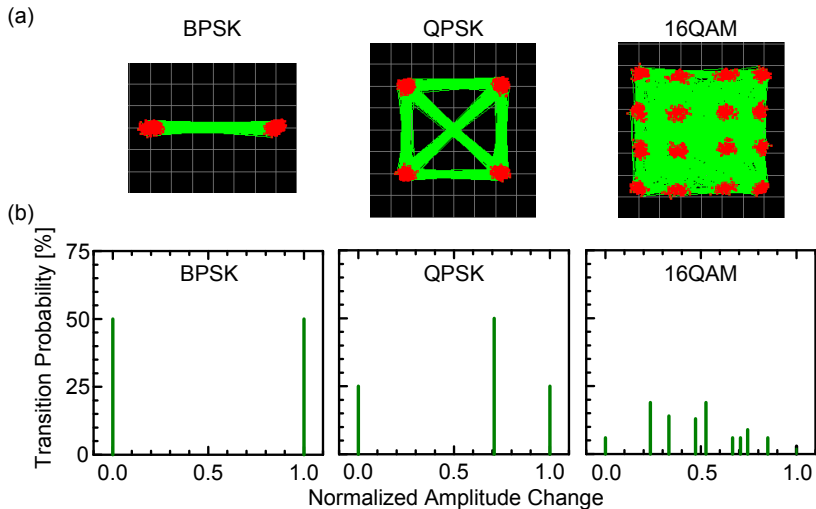 (a)
BPSK QPSK 16QAM
(b)
Transition Probability [%]
75
50
25
0
BPSK QPSK 16QAM
0.0 0.5 1.0 0.0 0.5 1.0 0.0 0.5 1.0
Normalized Amplitude Change